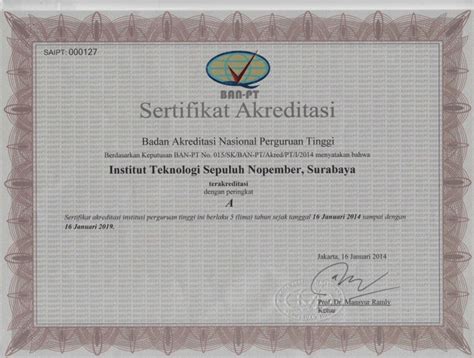 SAIPT: 000127
BAN-PT
Sertifikat Akreditasi
Badan Akreditasi Nasional Perguruan Tinggi
Berdasarkan Keputusan BAN-PT No. 015/SK/BAN-PT/Akred/PT/I/2014 menyatakan bahwa
Institut Teknologi Sepuluh Nopember, Surabaya
terakreditasi
dengan peringkat
A
Sertifikat akreditasi institusi perguruan tinggi ini berlaku 5 (lima) tahun sejak tanggal 16 Januari 2014 sampai dengan
16 Januari 2019.
Jakarta, 16 Januari 2014
Prof. Dr. Mansyur Ramly
Ketua